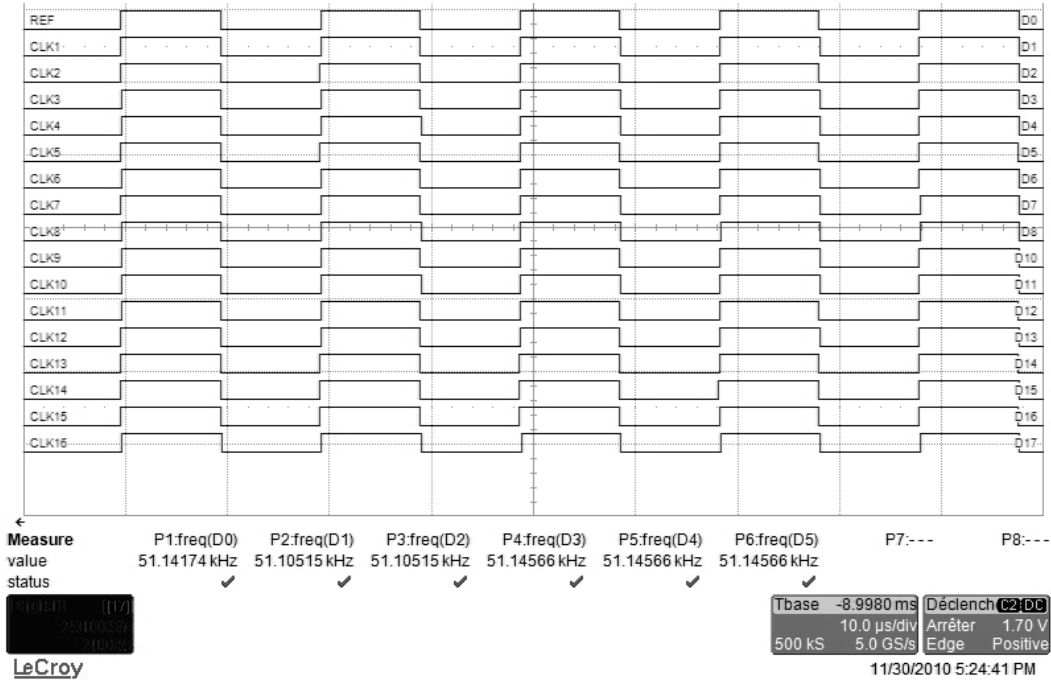 REF D0
CLK1 D1
CLK2 D2
CLK3 D3
CLK4 D4
CLK5 D5
CLK6 D6
CLK7 D7
CLK8 D8
CLK9 D10
CLK10 D11
CLK11 D12
CLK12 D13
CLK13 D14
CLK14 D15
CLK15 D16
CLK16 D17
Measure P1:freq(D0) P2:freq(D1) P3:freq(D2) P4:freq(D3) P5:freq(D4) P6:freq(D5) P7:--- P8:---
value 51.14174 kHz 51.10515 kHz 51.10515 kHz 51.14566 kHz 51.14566 kHz 51.14566 kHz
status
[17]
Tbase -8.9980 ms Déclench C2 DC
10.0 µs/div Arrêter 1.70 V
500 kS 5.0 GS/s Edge Positive
LeCroy 11/30/2010 5:24:41 PM